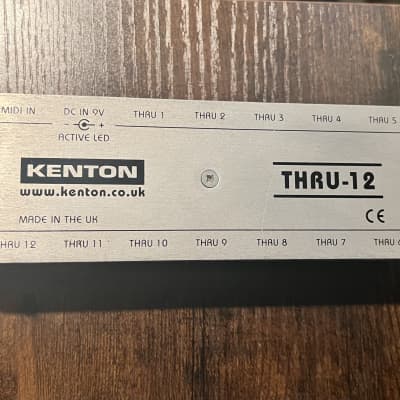 MIDI IN DC IN 9V THRU 1 THRU 2 THRU 3 THRU 4 THRU 5
- +
ACTIVE LED
KENTON
www.kenton.co.uk
THRU-12
MADE IN THE UK
CE
THRU 12 THRU 11 THRU 10 THRU 9 THRU 8 THRU 7 THRU 6